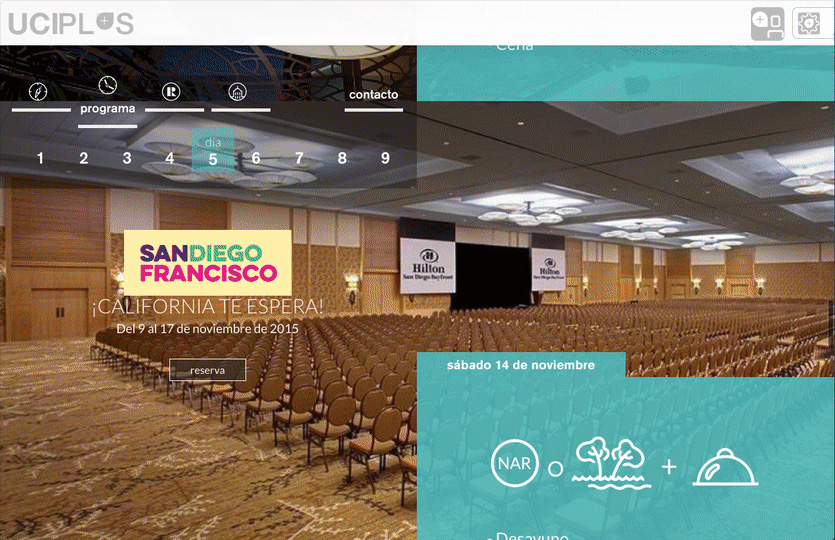 UCIPLUS
- Cena
programa
contacto
día
1 2 3 4 5 6 7 8 9
SANDIEGO
FRANCISCO
¡CALIFORNIA TE ESPERA!
Del 9 al 17 de noviembre de 2015
reserva
Hilton
San Diego Bayfront
Hilton
San Diego Bayfront
sábado 14 de noviembre
NAR o +
- Desayuno